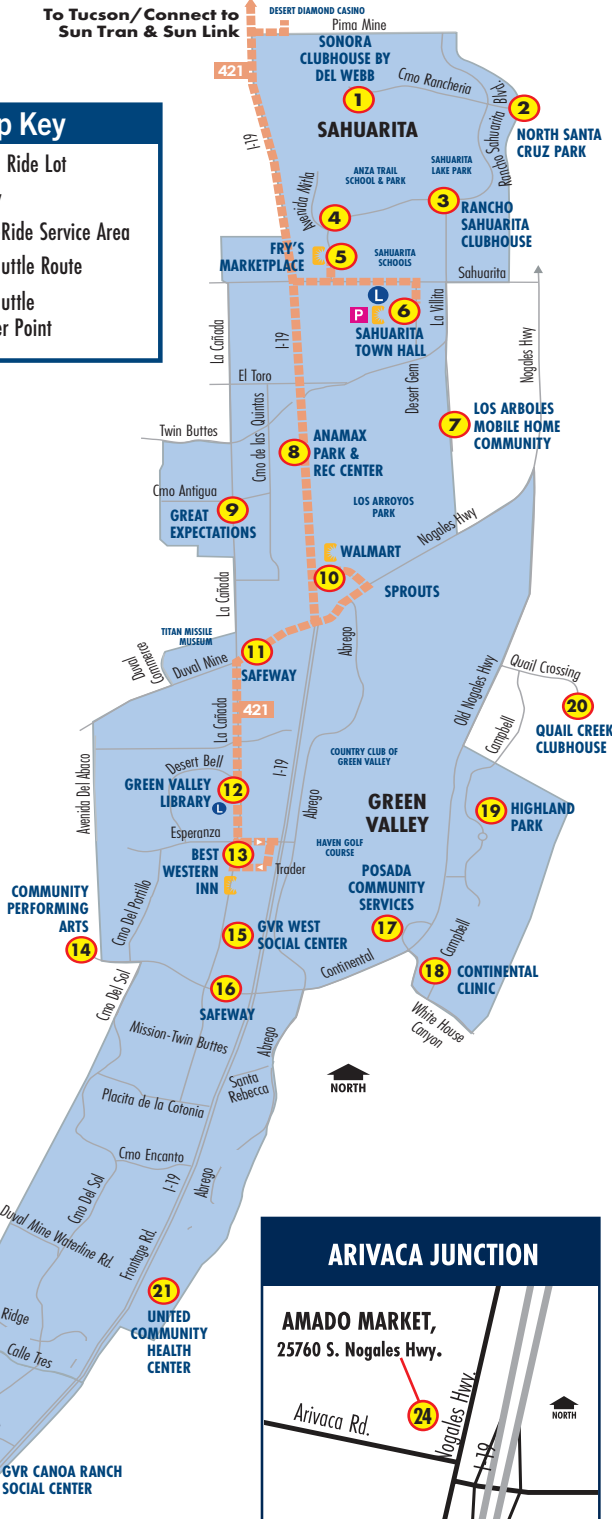 To Tucson/Connect to
Sun Tran & Sun Link
DESERT DIAMOND CASINO
Pima Mine
421
SONORA
CLUBHOUSE BY
DEL WEBB
1
Cmo Rancheria
Rancho Sahuarita Blvd.
2
NORTH SANTA
CRUZ PARK
SAHUARITA
I-19
p Key
Ride Lot
Ride Service Area
uttle Route
uttle
er Point
ANZA TRAIL
SCHOOL & PARK
SAHUARITA
LAKE PARK
Avenida Nitla
3
RANCHO
SAHUARITA
CLUBHOUSE
4
FRY'S
MARKETPLACE
5
SAHUARITA
SCHOOLS
Sahuarita
L
P
6
SAHUARITA
TOWN HALL
La Villita
La Cañada
I-19
Nogales Hwy
El Toro
Desert Gem
Cmo de las Quintas
Twin Buttes
7
LOS ARBOLES
MOBILE HOME
COMMUNITY
8
ANAMAX
PARK &
REC CENTER
Cmo Antigua
9
GREAT
EXPECTATIONS
LOS ARROYOS
PARK
Nogales Hwy
WALMART
10
SPROUTS
La Cañada
Abrego
TITAN MISSILE
MUSEUM
Duval
Commerce
Duval Mine
11
SAFEWAY
Old Nogales Hwy
Quail Crossing
20
QUAIL CREEK
CLUBHOUSE
Campbell
421
La Cañada
I-19
COUNTRY CLUB OF
GREEN VALLEY
Avenida Del Abaco
Desert Bell
GREEN VALLEY
LIBRARY
L
12
Abrego
GREEN
VALLEY
19
HIGHLAND
PARK
Esperanza
HAVEN GOLF
COURSE
BEST
WESTERN
INN
13
Trader
POSADA
COMMUNITY
SERVICES
17
COMMUNITY
PERFORMING
ARTS
14
Cmo Del Portillo
15
GVR WEST
SOCIAL CENTER
Continental
Campbell
18
CONTINENTAL
CLINIC
White House
Canyon
16
SAFEWAY
Cmo Del Sol
Mission-Twin Buttes
Abrego
NORTH
Santa
Rebecca
Placita de la Cotonia
Cmo Encanto
I-19
Abrego
Cmo Del Sol
Duval Mine Waterline Rd.
Frontage Rd.
21
UNITED
COMMUNITY
HEALTH
CENTER
Ridge
Calle Tres
GVR CANOA RANCH
SOCIAL CENTER
ARIVACA JUNCTION
AMADO MARKET,
25760 S. Nogales Hwy.
24
Arivaca Rd.
Nogales Hwy.
I-19
NORTH